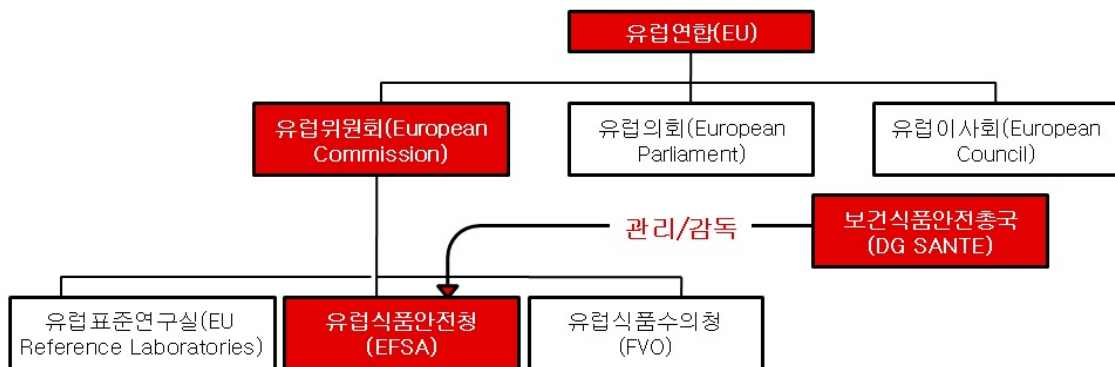 유럽연합(EU)
유럽위원회(European
Commission)
유럽의회(European
Parliament)
유럽이사회(European
Council)
관리/감독
보건식품안전총국
(DG SANTE)
유럽표준연구실(EU
Reference Laboratories)
유럽식품안전청
(EFSA)
유럽식품수의청
(FVO)